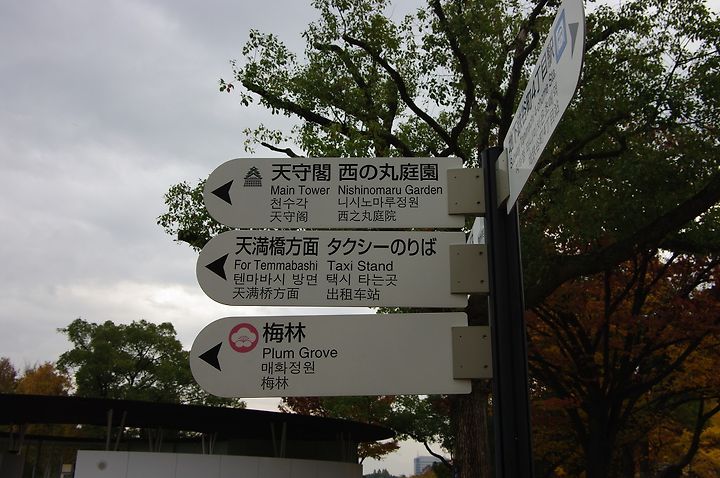 天守閣 西の丸庭園
Main Tower Nishinomaru Garden
천수각 니시노마루정원
天守阁 西之丸庭院
天満橋方面 タクシーのりば
For Temmabashi Taxi Stand
텐마바시 방면 택시 타는곳
天满桥方面 出租车站
梅林
Plum Grove
매화정원
梅林